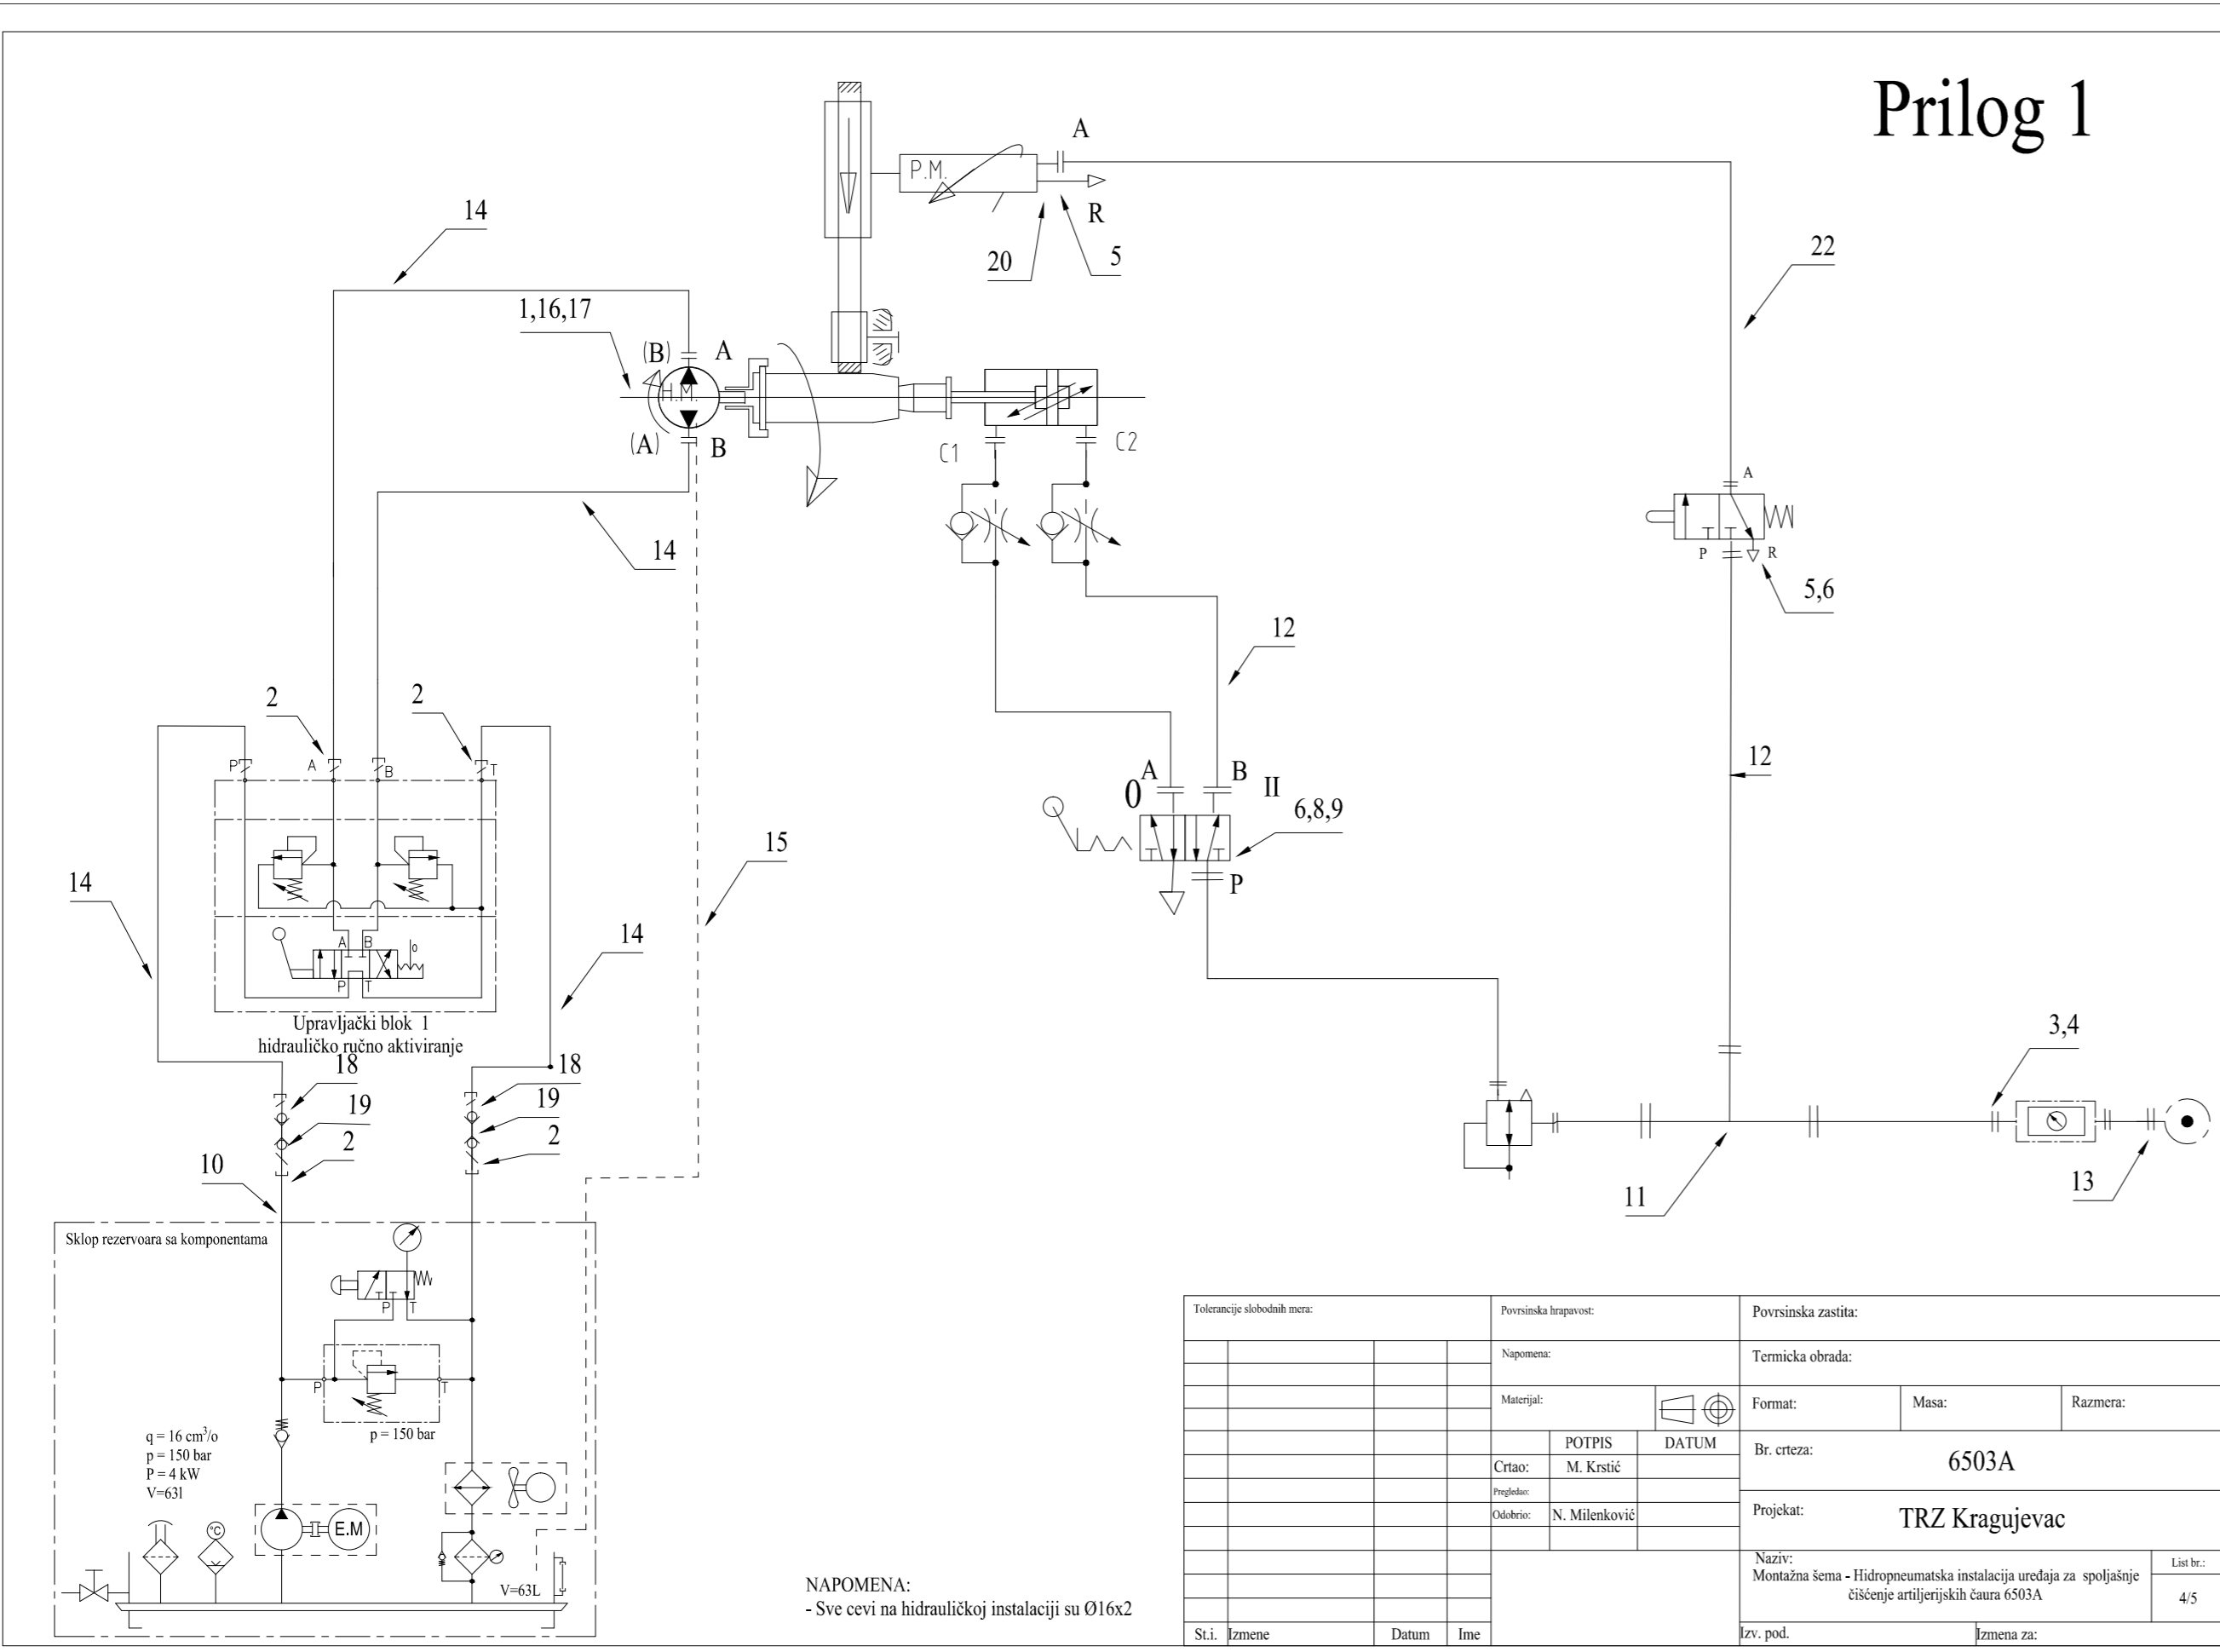 Prilog 1
A
P.M.
R
20
5
14
22
1,16,17
(B)
A
H.M.
(A)
B
C1
C2
14
A
P
R
5,6
12
2
2
P
A
B
T
12
A
B
0
II
6,8,9
P
15
14
14
A
B
0
P
T
Upravljački blok 1
hidrauličko ručno aktiviranje
18
18
19
19
2
2
10
3,4
11
13
Sklop rezervoara sa komponentama
P
T
P
T
p = 150 bar
q = 16 cm³/o
p = 150 bar
P = 4 kW
V=63l
°C
E.M
V=63L
NAPOMENA:
- Sve cevi na hidrauličkoj instalaciji su Ø16x2
Tolerancije slobodnih mera:
Povrsinska hrapavost:
Povrsinska zastita:
Napomena:
Termicka obrada:
Materijal:
Format:
Masa:
Razmera:
POTPIS
DATUM
Br. crteza:
6503A
Crtao:
M. Krstić
Pregledao:
Odobrio:
N. Milenković
Projekat:
TRZ Kragujevac
Naziv:
Montažna šema - Hidropneumatska instalacija uređaja za spoljašnje
čišćenje artiljerijskih čaura 6503A
List br.:
4/5
St.i.
Izmene
Datum
Ime
Izv. pod.
Izmena za: